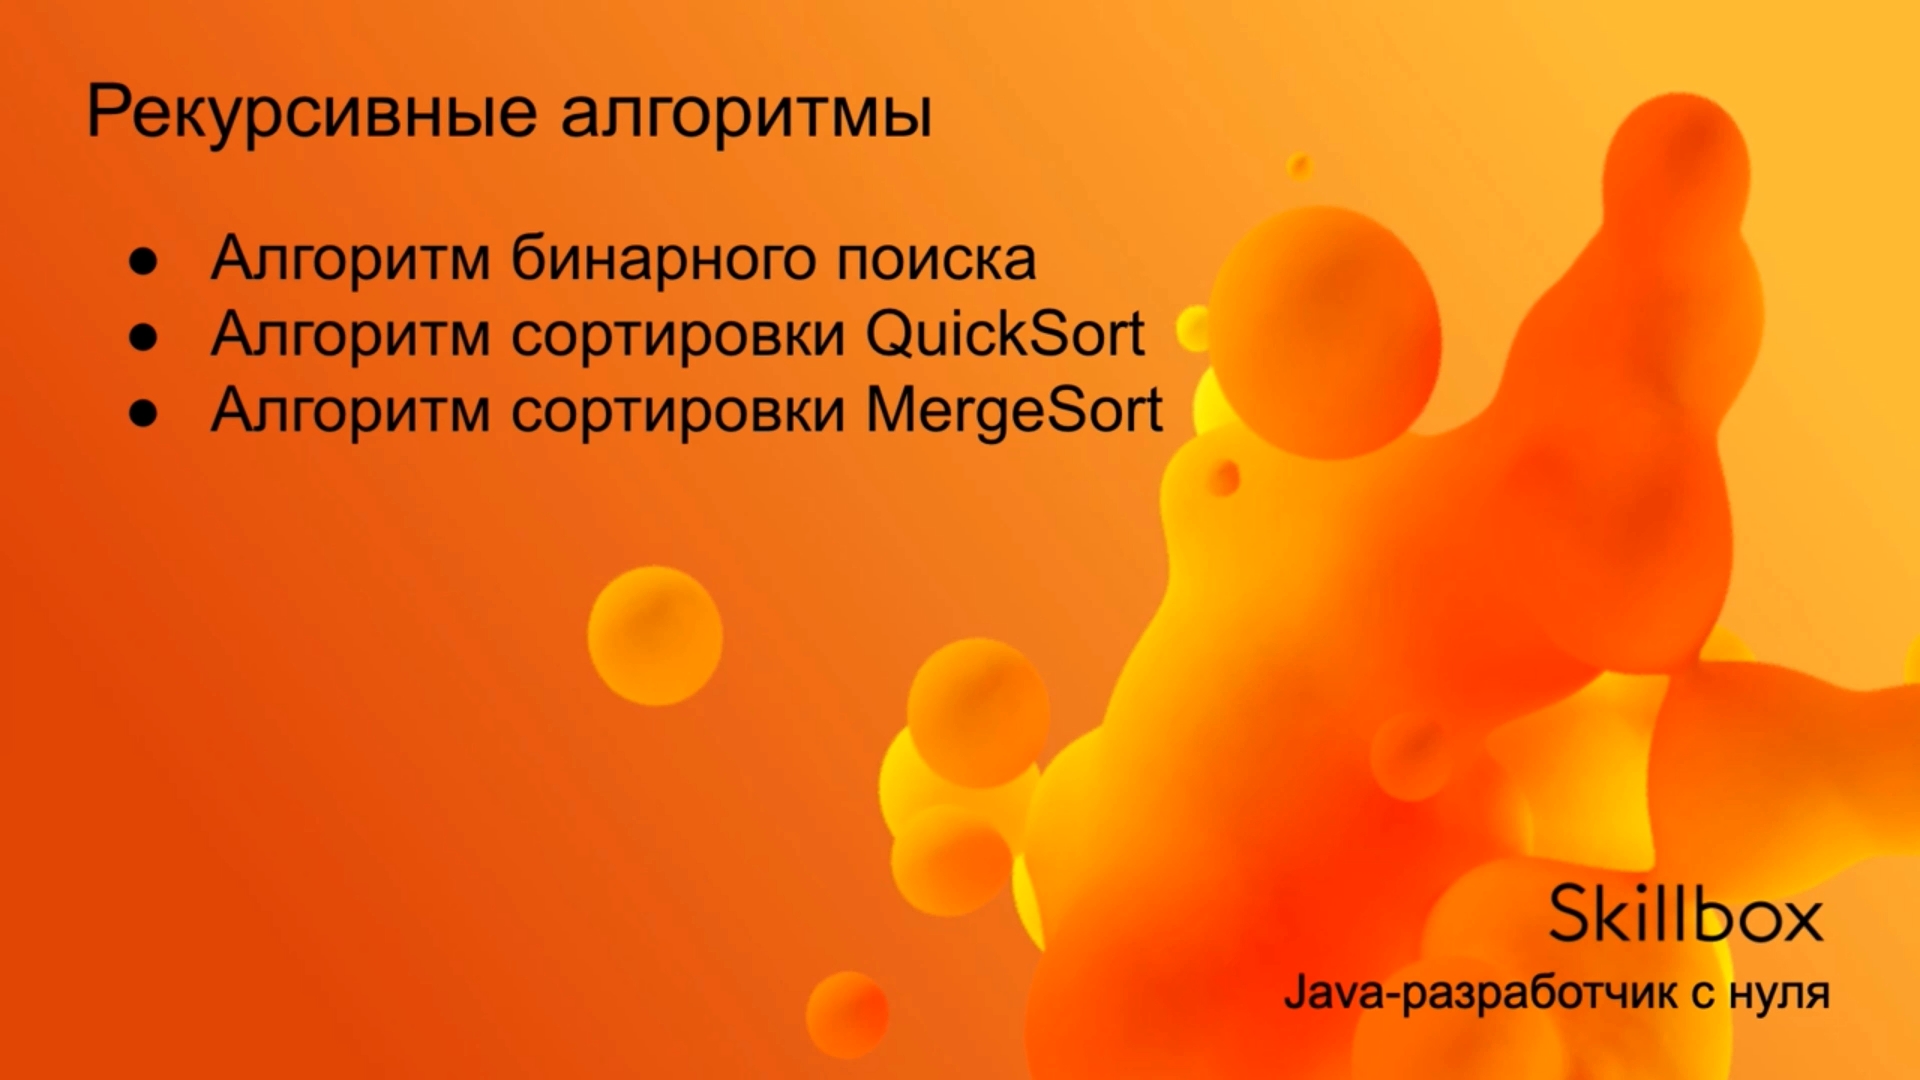 Рекурсивные алгоритмы
● Алгоритм бинарного поиска
● Алгоритм сортировки QuickSort
● Алгоритм сортировки MergeSort
Skillbox
Java-разработчик с нуля